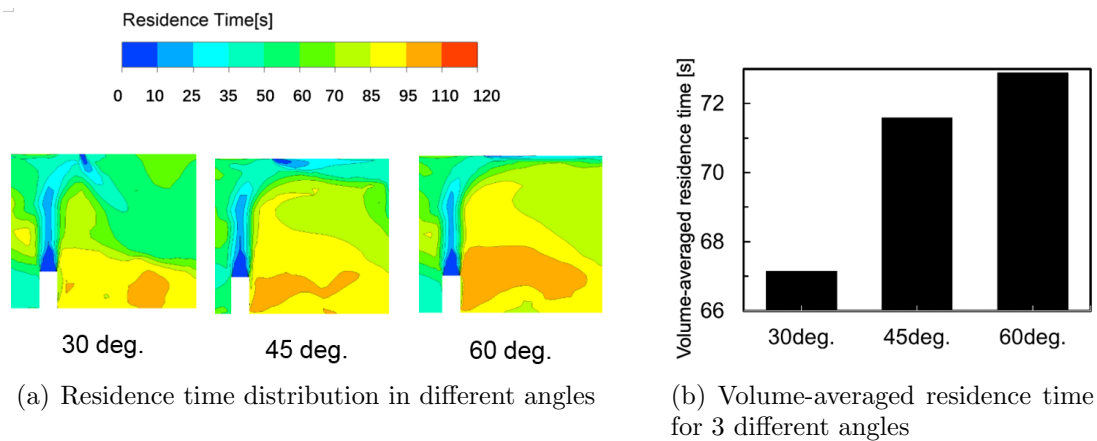 Residence Time[s]
0 10 25 35 50 60 70 85 95 110 120
30 deg.
45 deg.
60 deg.
(a) Residence time distribution in different angles
Volume-averaged residence time [s]
72
70
68
66
30deg.
45deg.
60deg.
(b) Volume-averaged residence time
for 3 different angles